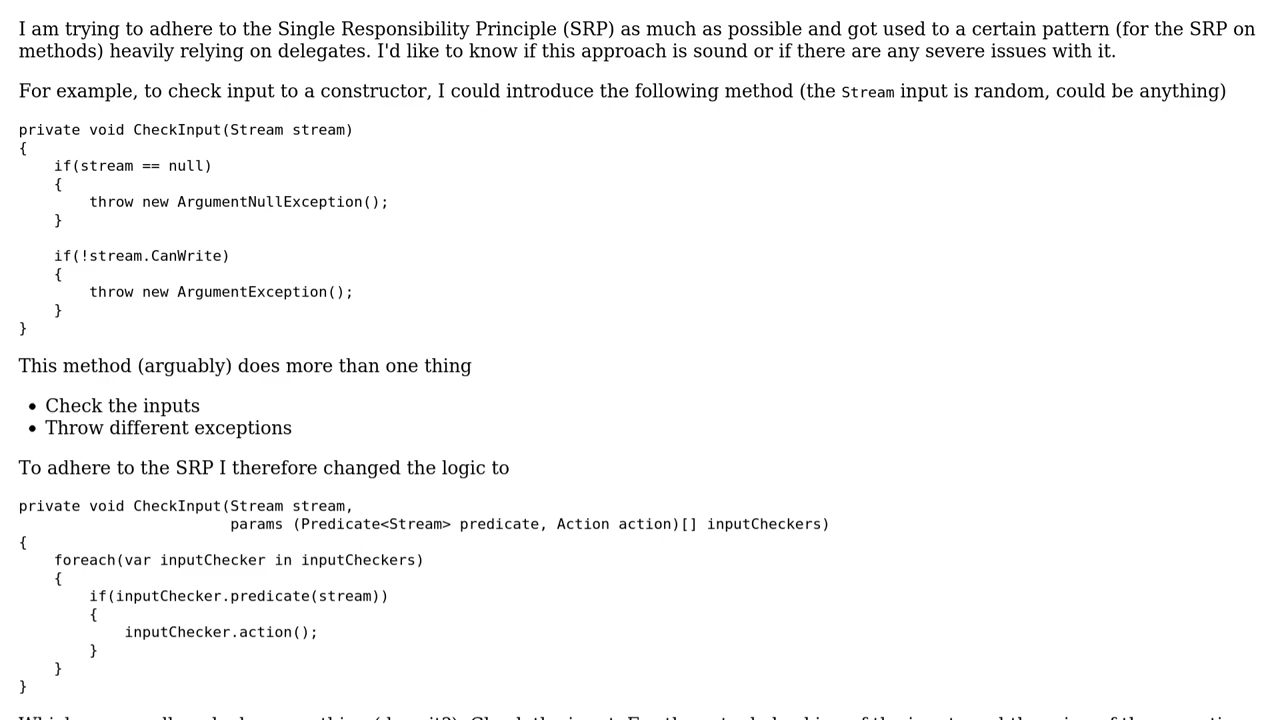 I am trying to adhere to the Single Responsibility Principle (SRP) as much as possible and got used to a certain pattern (for the SRP on
methods) heavily relying on delegates. I'd like to know if this approach is sound or if there are any severe issues with it.
For example, to check input to a constructor, I could introduce the following method (the Stream input is random, could be anything)
private void CheckInput(Stream stream)
{
    if(stream == null)
    {
        throw new ArgumentNullException();
    }
    if(!stream.CanWrite)
    {
        throw new ArgumentException();
    }
}
This method (arguably) does more than one thing
• Check the inputs
• Throw different exceptions
To adhere to the SRP I therefore changed the logic to
private void CheckInput(Stream stream,
                        params (Predicate<Stream> predicate, Action action)[] inputCheckers)
{
    foreach(var inputChecker in inputCheckers)
    {
        if(inputChecker.predicate(stream))
        {
            inputChecker.action();
        }
    }
}